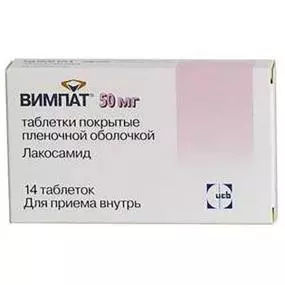 ВИМПАТ® 50 мг
таблетки покрытые
пленочной оболочкой
Лакосамид
14 таблеток
Для приема внутрь
ucb